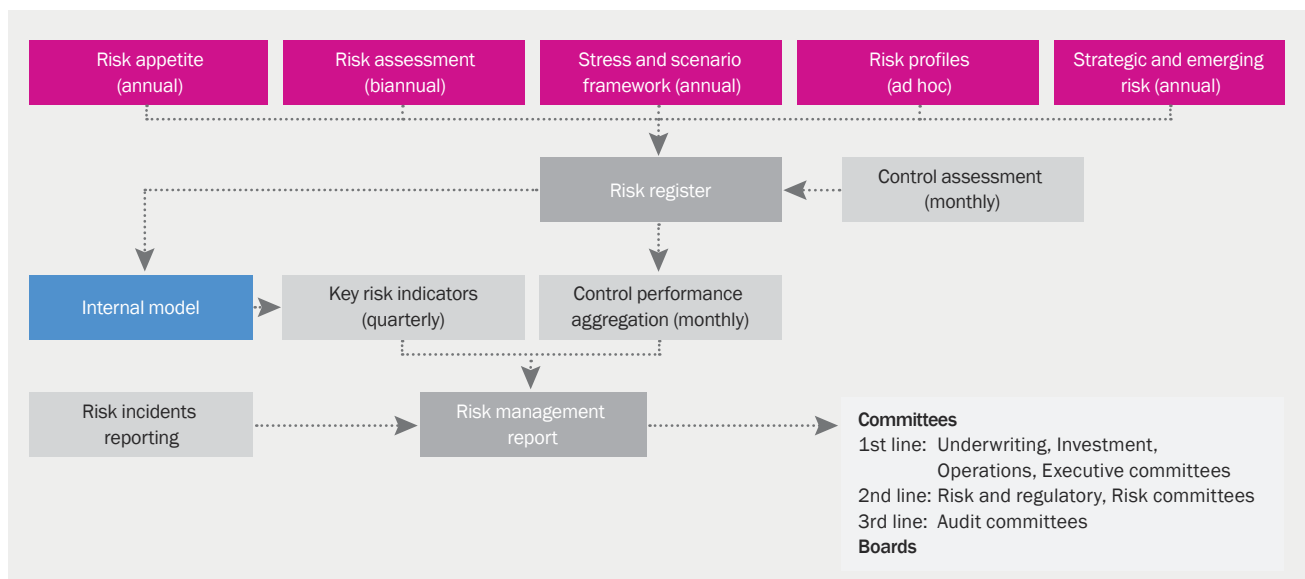 Risk appetite
(annual)
Risk assessment
(biannual)
Stress and scenario
framework (annual)
Risk profiles
(ad hoc)
Strategic and emerging
risk (annual)
Risk register
Control assessment
(monthly)
Internal model
Key risk indicators
(quarterly)
Control performance
aggregation (monthly)
Risk incidents
reporting
Risk management
report
Committees
1st line: Underwriting, Investment,
Operations, Executive committees
2nd line: Risk and regulatory, Risk committees
3rd line: Audit committees
Boards